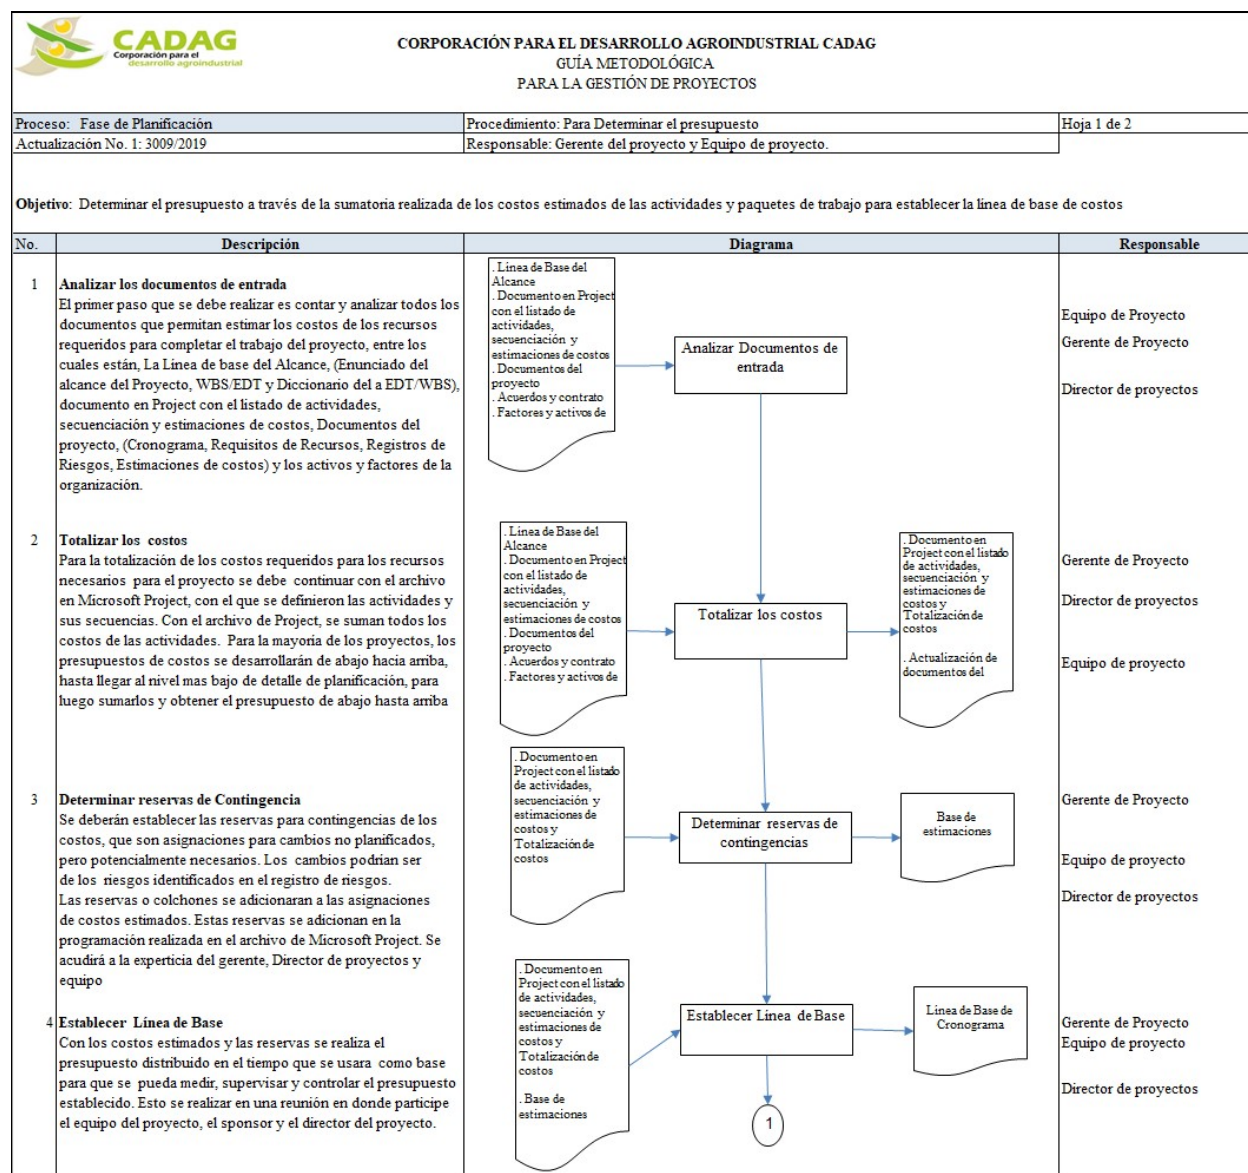 CADAG
Corporación para el
desarrollo agroindustrial
CORPORACIÓN PARA EL DESARROLLO AGROINDUSTRIAL CADAG
GUÍA METODOLÓGICA
PARA LA GESTIÓN DE PROYECTOS
Proceso: Fase de Planificación
Procedimiento: Para Determinar el presupuesto
Hoja 1 de 2
Actualización No. 1: 3009/2019
Responsable: Gerente del proyecto y Equipo de proyecto.
Objetivo: Determinar el presupuesto a través de la sumatoria realizada de los costos estimados de las actividades y paquetes de trabajo para establecer la linea de base de costos
No.
Descripción
Diagrama
Responsable
1
Analizar los documentos de entrada
El primer paso que se debe realizar es contar y analizar todos los
documentos que permitan estimar los costos de los recursos
requeridos para completar el trabajo del proyecto, entre los
cuales están, La Linea de base del Alcance, (Enunciado del
alcance del Proyecto, WBS/EDT y Diccionario del a EDT/WBS),
documento en Project con el listado de actividades,
secuenciación y estimaciones de costos, Documentos del
proyecto, (Cronograma, Requisitos de Recursos, Registros de
Riesgos, Estimaciones de costos) y los activos y factores de la
organización.
. Linea de Base del
Alcance
. Documento en Project
con el listado de
actividades,
secuenciación y
estimaciones de costos
. Documentos del
proyecto
. Acuerdos y contrato
. Factores y activos de
Analizar Documentos de
entrada
Equipo de Proyecto
Gerente de Proyecto
Director de proyectos
2
Totalizar los costos
Para la totalización de los costos requeridos para los recursos
necesarios para el proyecto se debe continuar con el archivo
en Microsoft Project, con el que se definieron las actividades y
sus secuencias. Con el archivo de Project, se suman todos los
costos de las actividades. Para la mayoria de los proyectos, los
presupuestos de costos se desarrollarán de abajo hacia arriba,
hasta llegar al nivel mas bajo de detalle de planificación, para
luego sumarlos y obtener el presupuesto de abajo hasta arriba
. Linea de Base del
Alcance
. Documento en Project
con el listado de
actividades,
secuenciación y
estimaciones de costos
. Documentos del
proyecto
. Acuerdos y contrato
. Factores y activos de
Totalizar los costos
. Documento en
Project con el listado
de actividades,
secuenciación y
estimaciones de
costos y
Totalización de
costos
. Actualización de
documentos del
Gerente de Proyecto
Director de proyectos
Equipo de proyecto
3
Determinar reservas de Contingencia
Se deberán establecer las reservas para contingencias de los
costos, que son asignaciones para cambios no planificados,
pero potencialmente necesarios. Los cambios podrían ser
de los riesgos identificados en el registro de riesgos.
Las reservas o colchones se adicionaran a las asignaciones
de costos estimados. Estas reservas se adicionan en la
programación realizada en el archivo de Microsoft Project. Se
acudirá a la experticia del gerente, Director de proyectos y
equipo
. Documento en
Project con el listado
de actividades,
secuenciación y
estimaciones de
costos y
Totalización de
costos
Determinar reservas de
contingencias
Base de
estimaciones
Gerente de Proyecto
Equipo de proyecto
Director de proyectos
4
Establecer Línea de Base
Con los costos estimados y las reservas se realiza el
presupuesto distribuido en el tiempo que se usara como base
para que se pueda medir, supervisar y controlar el presupuesto
establecido. Esto se realizar en una reunión en donde participe
el equipo del proyecto, el sponsor y el director del proyecto.
. Documento en
Project con el listado
de actividades,
secuenciación y
estimaciones de
costos y
Totalización de
costos
. Base de
estimaciones
Establecer Linea de Base
Línea de Base de
Cronograma
Gerente de Proyecto
Equipo de proyecto
Director de proyectos
1